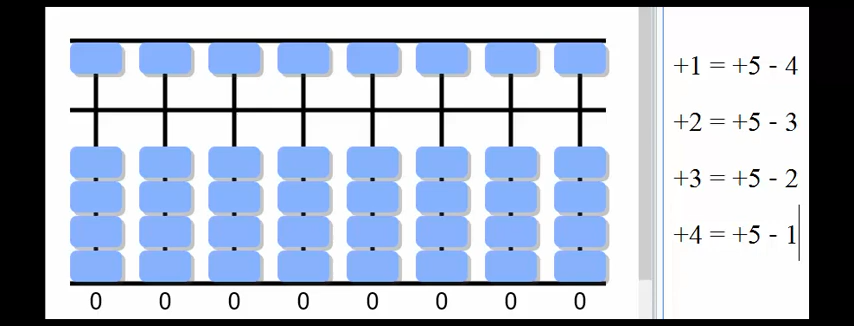 +1 = +5 - 4
+2 = +5 - 3
+3 = +5 - 2
+4 = +5 - 1
0 0 0 0 0 0 0 0